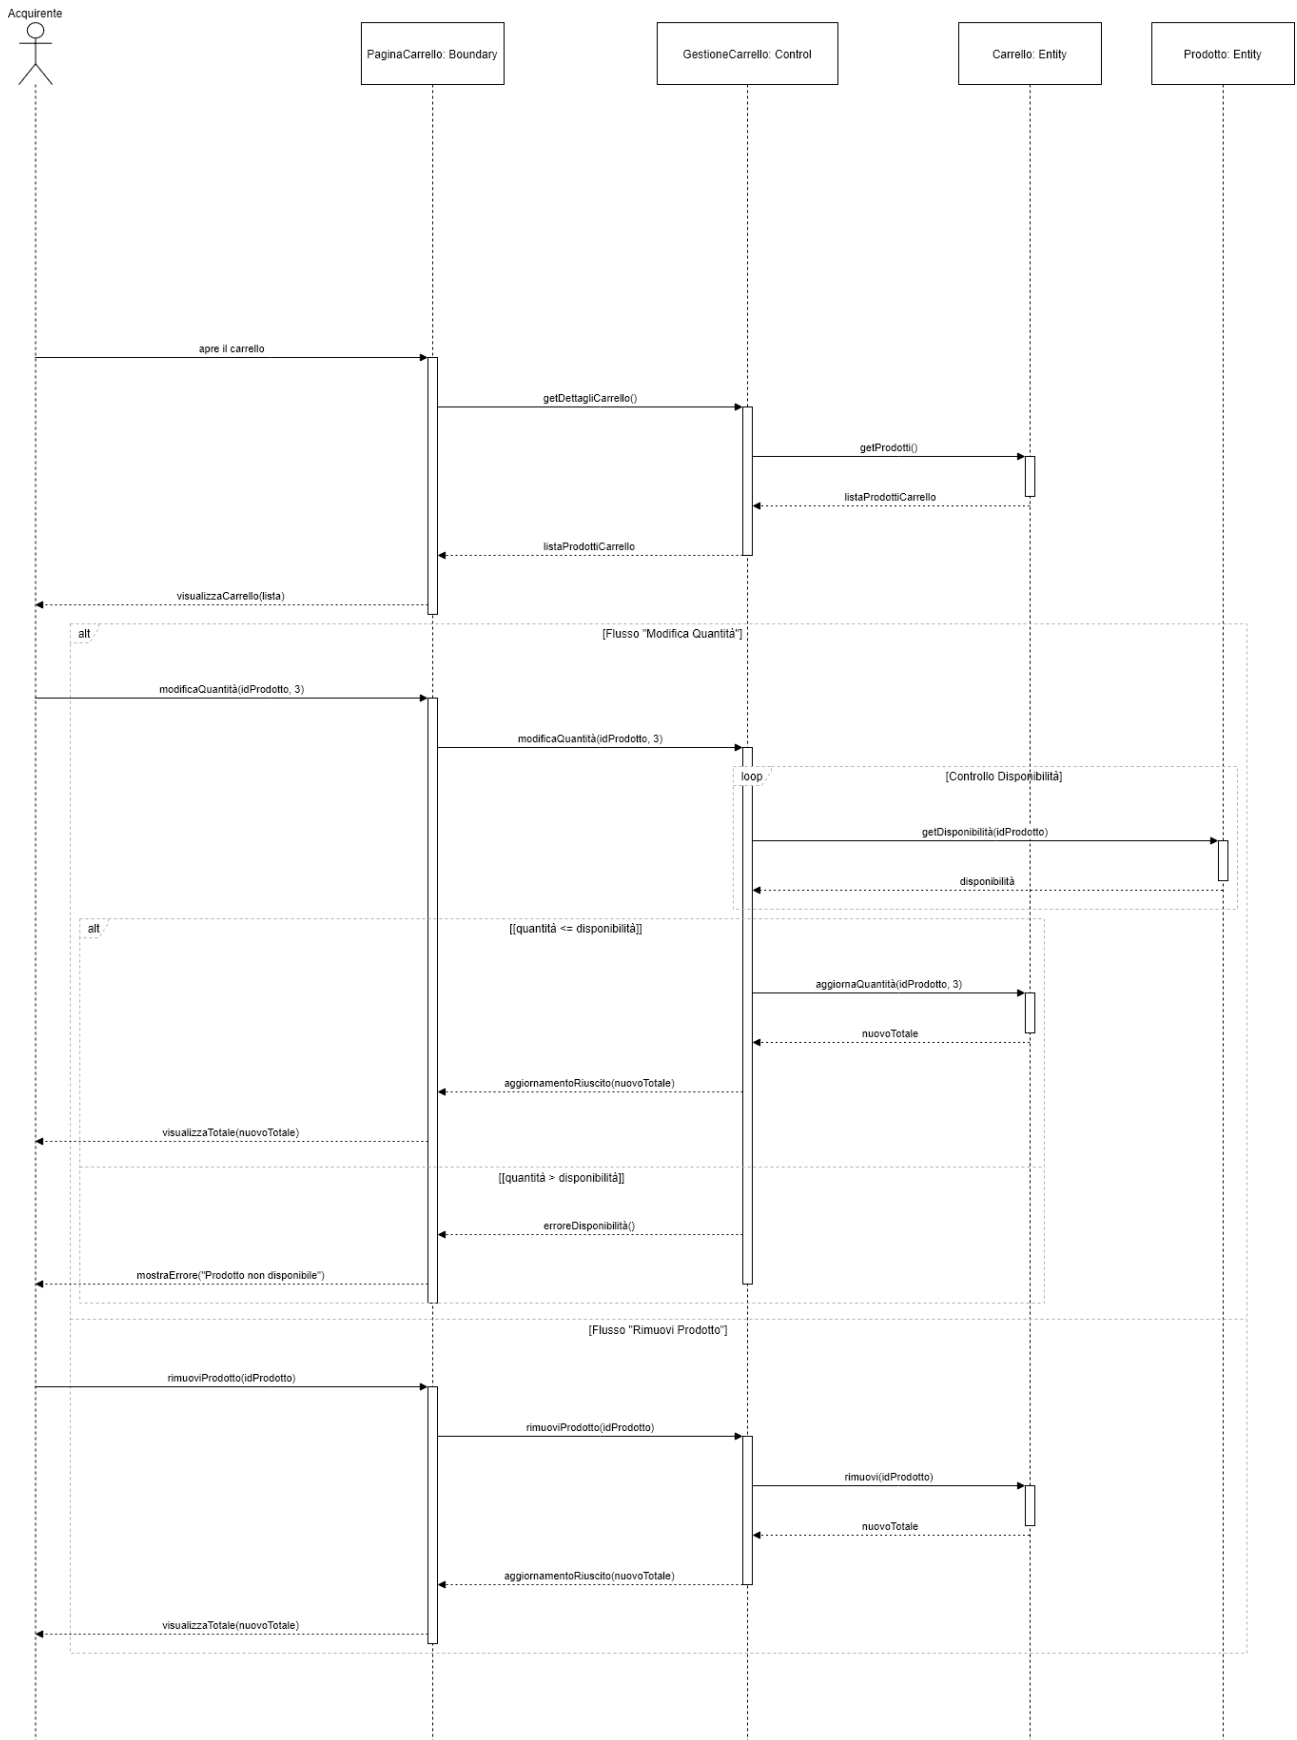 Acquirente
PaginaCarrello: Boundary
GestioneCarrello: Control
Carrello: Entity
Prodotto: Entity
apre il carrello
getDettagliCarrello()
getProdotti()
listaProdottiCarrello
listaProdottiCarrello
visualizzaCarrello(lista)
alt
[Flusso "Modifica Quantità"]
modificaQuantità(idProdotto, 3)
modificaQuantità(idProdotto, 3)
loop
[Controllo Disponibilità]
getDisponibilità(idProdotto)
disponibilità
alt
[[quantità <= disponibilità]]
aggiornaQuantità(idProdotto, 3)
nuovoTotale
aggiornamentoRiuscito(nuovoTotale)
visualizzaTotale(nuovoTotale)
[[quantità > disponibilità]]
erroreDisponibilità()
mostraErrore("Prodotto non disponibile")
[Flusso "Rimuovi Prodotto"]
rimuoviProdotto(idProdotto)
rimuoviProdotto(idProdotto)
rimuovi(idProdotto)
nuovoTotale
aggiornamentoRiuscito(nuovoTotale)
visualizzaTotale(nuovoTotale)